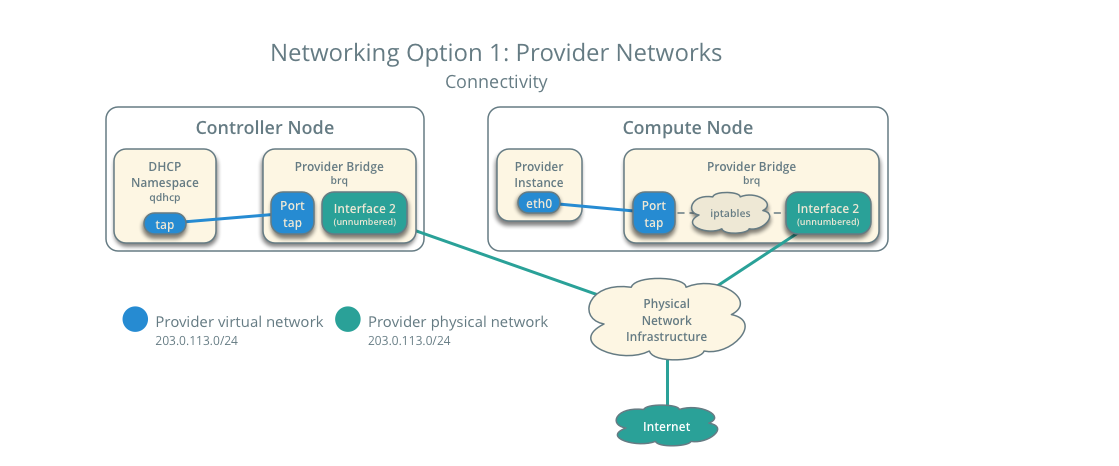 Networking Option 1: Provider Networks
Connectivity
Controller Node
DHCP
Namespace
qdhcp
tap
Provider Bridge
brq
Port
tap
Interface 2
(unnumbered)
Compute Node
Provider
Instance
eth0
Provider Bridge
brq
Port
tap
iptables
Interface 2
(unnumbered)
Physical
Network
Infrastructure
Internet
Provider virtual network
203.0.113.0/24
Provider physical network
203.0.113.0/24